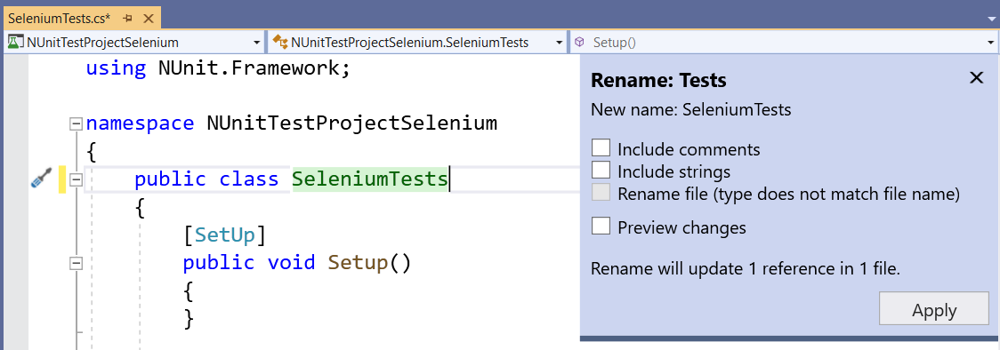 SeleniumTests.cs*
NUnitTestProjectSelenium
NUnitTestProjectSelenium.SeleniumTests
Setup()
using NUnit.Framework;
namespace NUnitTestProjectSelenium
{
public class SeleniumTests
{
[SetUp]
public void Setup()
{
}
Rename: Tests
New name: SeleniumTests
Include comments
Include strings
Rename file (type does not match file name)
Preview changes
Rename will update 1 reference in 1 file.
Apply